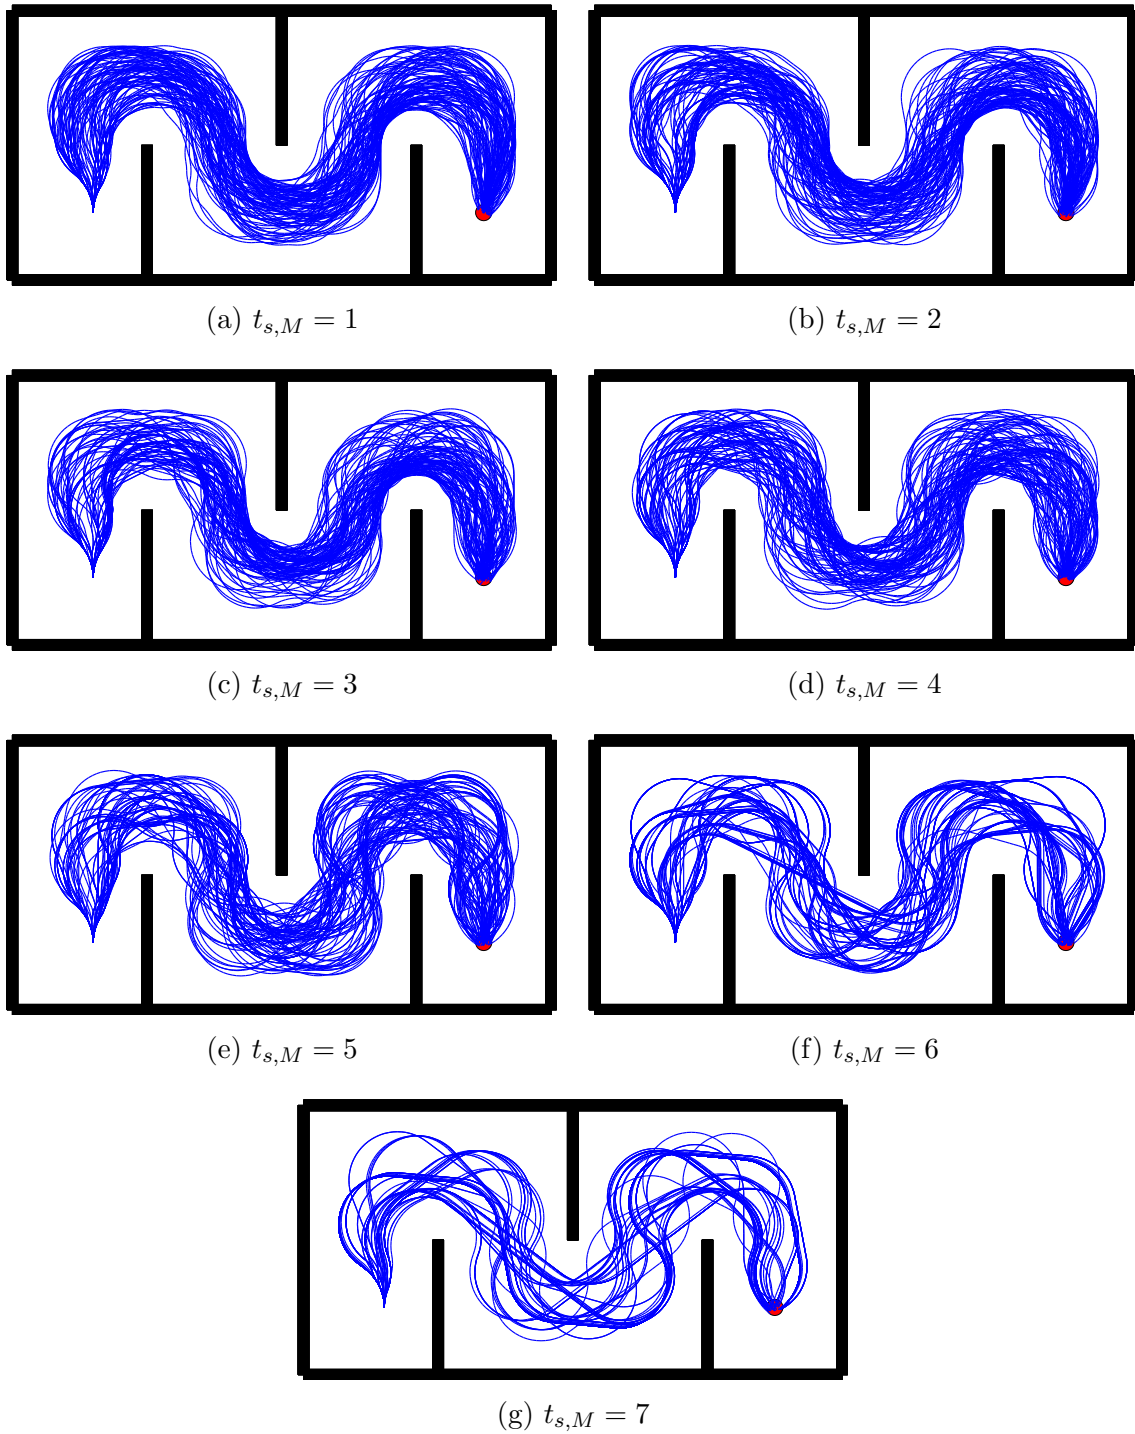 (a) $t_{s,M} = 1$
(b) $t_{s,M} = 2$
(c) $t_{s,M} = 3$
(d) $t_{s,M} = 4$
(e) $t_{s,M} = 5$
(f) $t_{s,M} = 6$
(g) $t_{s,M} = 7$